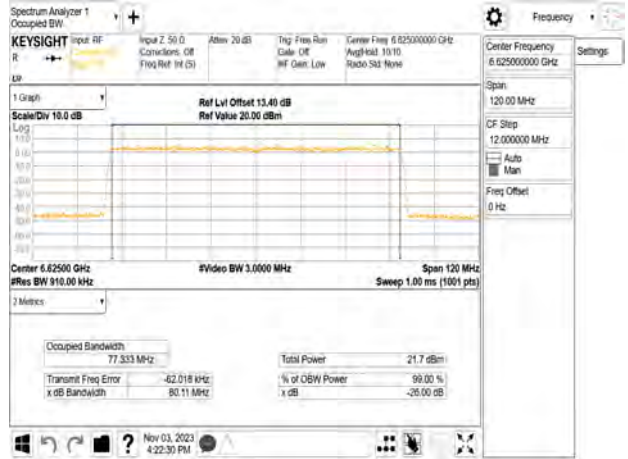 Spectrum Analyzer 1
Occupied BW
+
Frequency
KEYSIGHT Input: RF
R
Input Z: 50 Ω
Corrections: Off
Freq Ref: Int (S)
Atten: 20 dB
Trig: Free Run
Gate: Off
#IF Gain: Low
Center Freq: 6.625000000 GHz
Avg|Hold: 10/10
Radio Std: None
Center Frequency
6.625000000 GHz
Settings
Span
120.00 MHz
CF Step
12.000000 MHz
Auto
Man
Freq Offset
0 Hz
1 Graph
Scale/Div 10.0 dB
Ref Lvl Offset 13.40 dB
Ref Value 20.00 dBm
Log
Center 6.62500 GHz
#Res BW 910.00 kHz
#Video BW 3.0000 MHz
Span 120 MHz
Sweep 1.00 ms (1001 pts)
2 Metrics
Occupied Bandwidth
77.333 MHz
Total Power 21.7 dBm
Transmit Freq Error -62.018 kHz
% of OBW Power 99.00 %
x dB Bandwidth 80.11 MHz
x dB -26.00 dB
?
Nov 03, 2023
4:22:30 PM